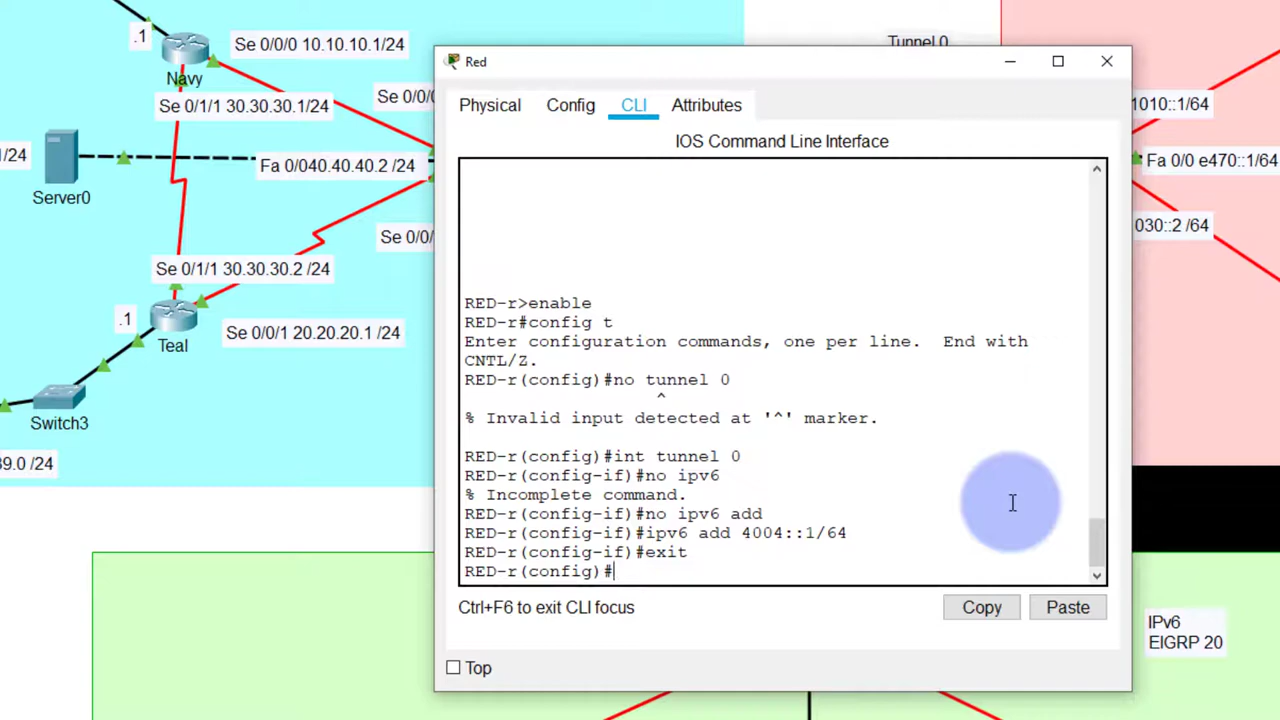 .1
Se 0/0/0 10.10.10.1/24
Navy
Se 0/1/1 30.30.30.1/24
Se 0/0/
/24
Server0
Fa 0/040.40.40.2 /24
Se 0/0/
Se 0/1/1 30.30.30.2 /24
.1
Se 0/0/1 20.20.20.1 /24
Teal
Switch3
39.0 /24
Tunnel 0
1010::1/64
Fa 0/0 e470::1/64
030::2 /64
IPv6
EIGRP 20
Red
Physical
Config
CLI
Attributes
IOS Command Line Interface
RED-r>enable
RED-r#config t
Enter configuration commands, one per line.  End with
CNTL/Z.
RED-r(config)#no tunnel 0
^
% Invalid input detected at '^' marker.
RED-r(config)#int tunnel 0
RED-r(config-if)#no ipv6
% Incomplete command.
RED-r(config-if)#no ipv6 add
RED-r(config-if)#ipv6 add 4004::1/64
RED-r(config-if)#exit
RED-r(config)#
Ctrl+F6 to exit CLI focus
Copy
Paste
Top